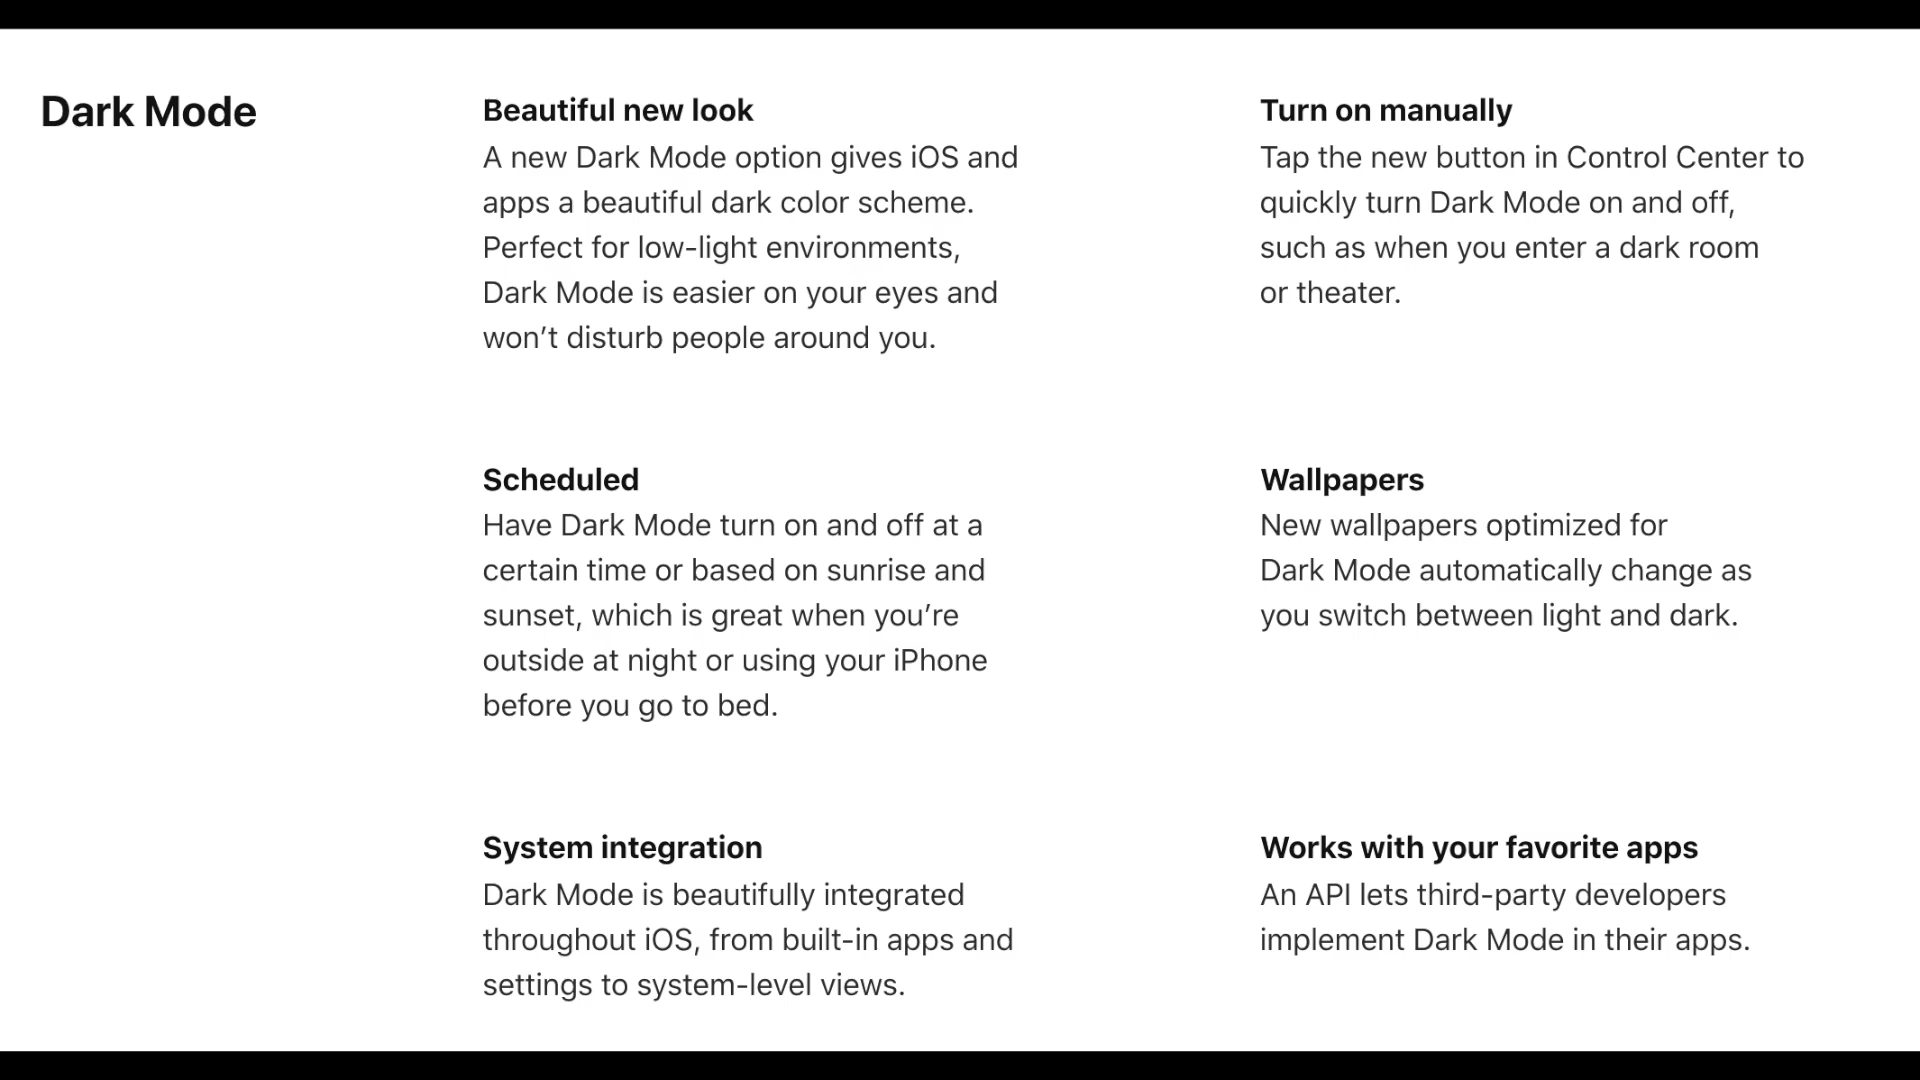 Dark Mode
Beautiful new look
A new Dark Mode option gives iOS and
apps a beautiful dark color scheme.
Perfect for low-light environments,
Dark Mode is easier on your eyes and
won’t disturb people around you.
Turn on manually
Tap the new button in Control Center to
quickly turn Dark Mode on and off,
such as when you enter a dark room
or theater.
Scheduled
Have Dark Mode turn on and off at a
certain time or based on sunrise and
sunset, which is great when you’re
outside at night or using your iPhone
before you go to bed.
Wallpapers
New wallpapers optimized for
Dark Mode automatically change as
you switch between light and dark.
System integration
Dark Mode is beautifully integrated
throughout iOS, from built-in apps and
settings to system-level views.
Works with your favorite apps
An API lets third-party developers
implement Dark Mode in their apps.